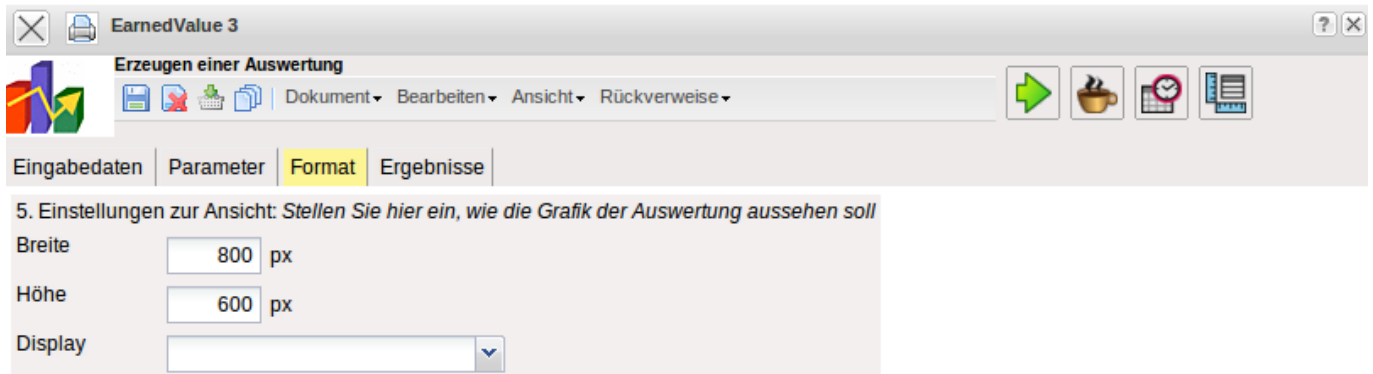 EarnedValue 3
?
Erzeugen einer Auswertung
Dokument Bearbeiten Ansicht Rückverweise
Eingabedaten Parameter Format Ergebnisse
5. Einstellungen zur Ansicht: Stellen Sie hier ein, wie die Grafik der Auswertung aussehen soll
Breite 800 px
Höhe 600 px
Display